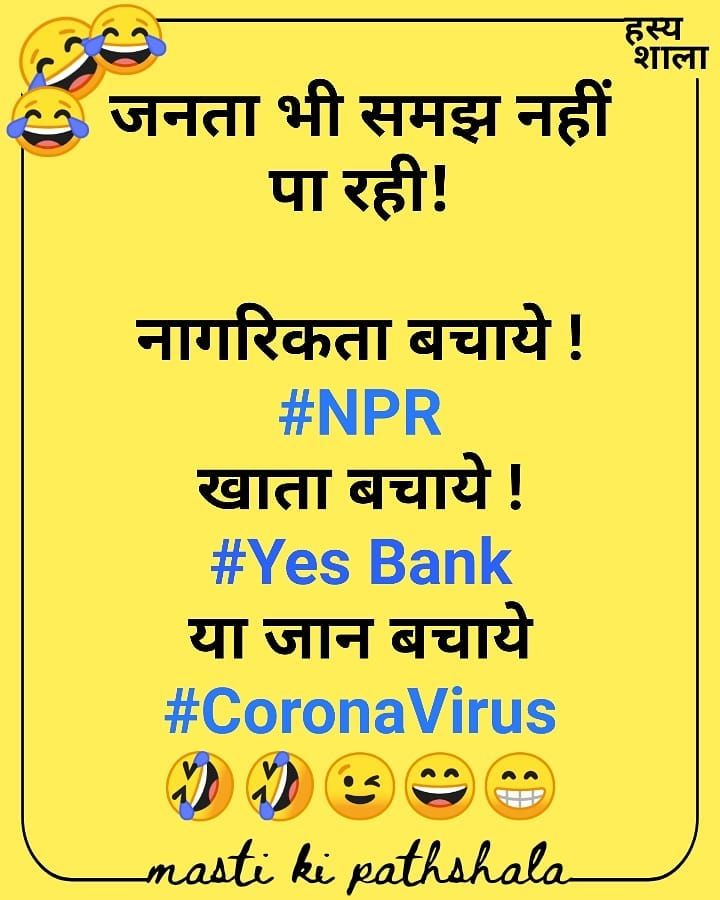 हस्य
शाला
जनता भी समझ नहीं
पा रही!
नागरिकता बचाये !
#NPR
खाता बचाये !
#Yes Bank
या जान बचाये
#CoronaVirus
masti ki pathshala